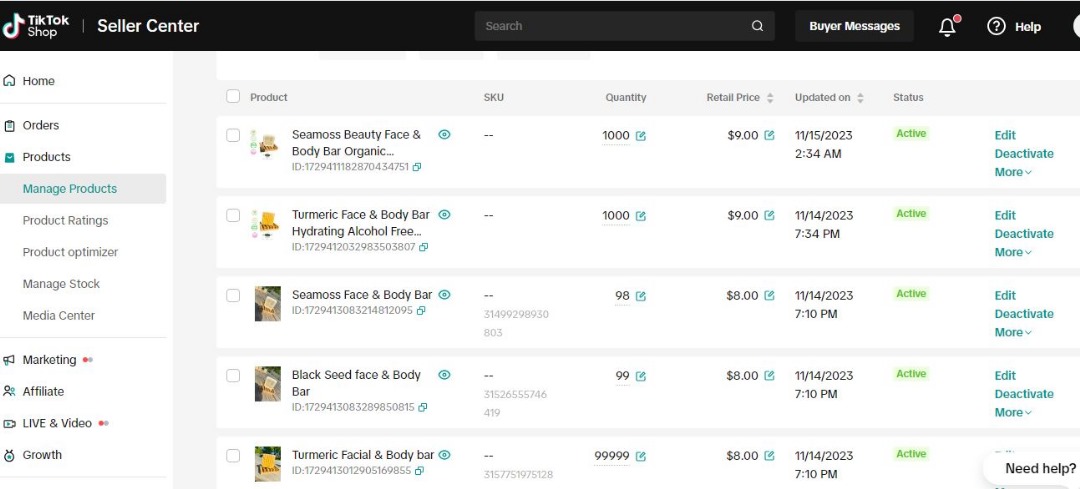 TikTok
Shop
Seller Center
Search
Buyer Messages
Help
Home
Orders
Products
Manage Products
Product Ratings
Product optimizer
Manage Stock
Media Center
Marketing
Affiliate
LIVE & Video
Growth
Product SKU Quantity Retail Price Updated on Status
Seamoss Beauty Face & -- 1000 $9.00 11/15/2023 Active Edit
Body Bar Organic... 2:34 AM Deactivate
ID:1729411182870434751 More
Turmeric Face & Body Bar -- 1000 $9.00 11/14/2023 Active Edit
Hydrating Alcohol Free... 7:34 PM Deactivate
ID:1729412032983503807 More
Seamoss Face & Body Bar -- 98 $8.00 11/14/2023 Active Edit
ID:1729413083214812095 31499298930 7:10 PM Deactivate
803 More
Black Seed face & Body -- 99 $8.00 11/14/2023 Active Edit
Bar 31526555746 7:10 PM Deactivate
ID:1729413083289850815 419 More
Turmeric Facial & Body bar -- 99999 $8.00 11/14/2023 Active
ID:1729413012905169855 3157751975128 7:10 PM
Need help?